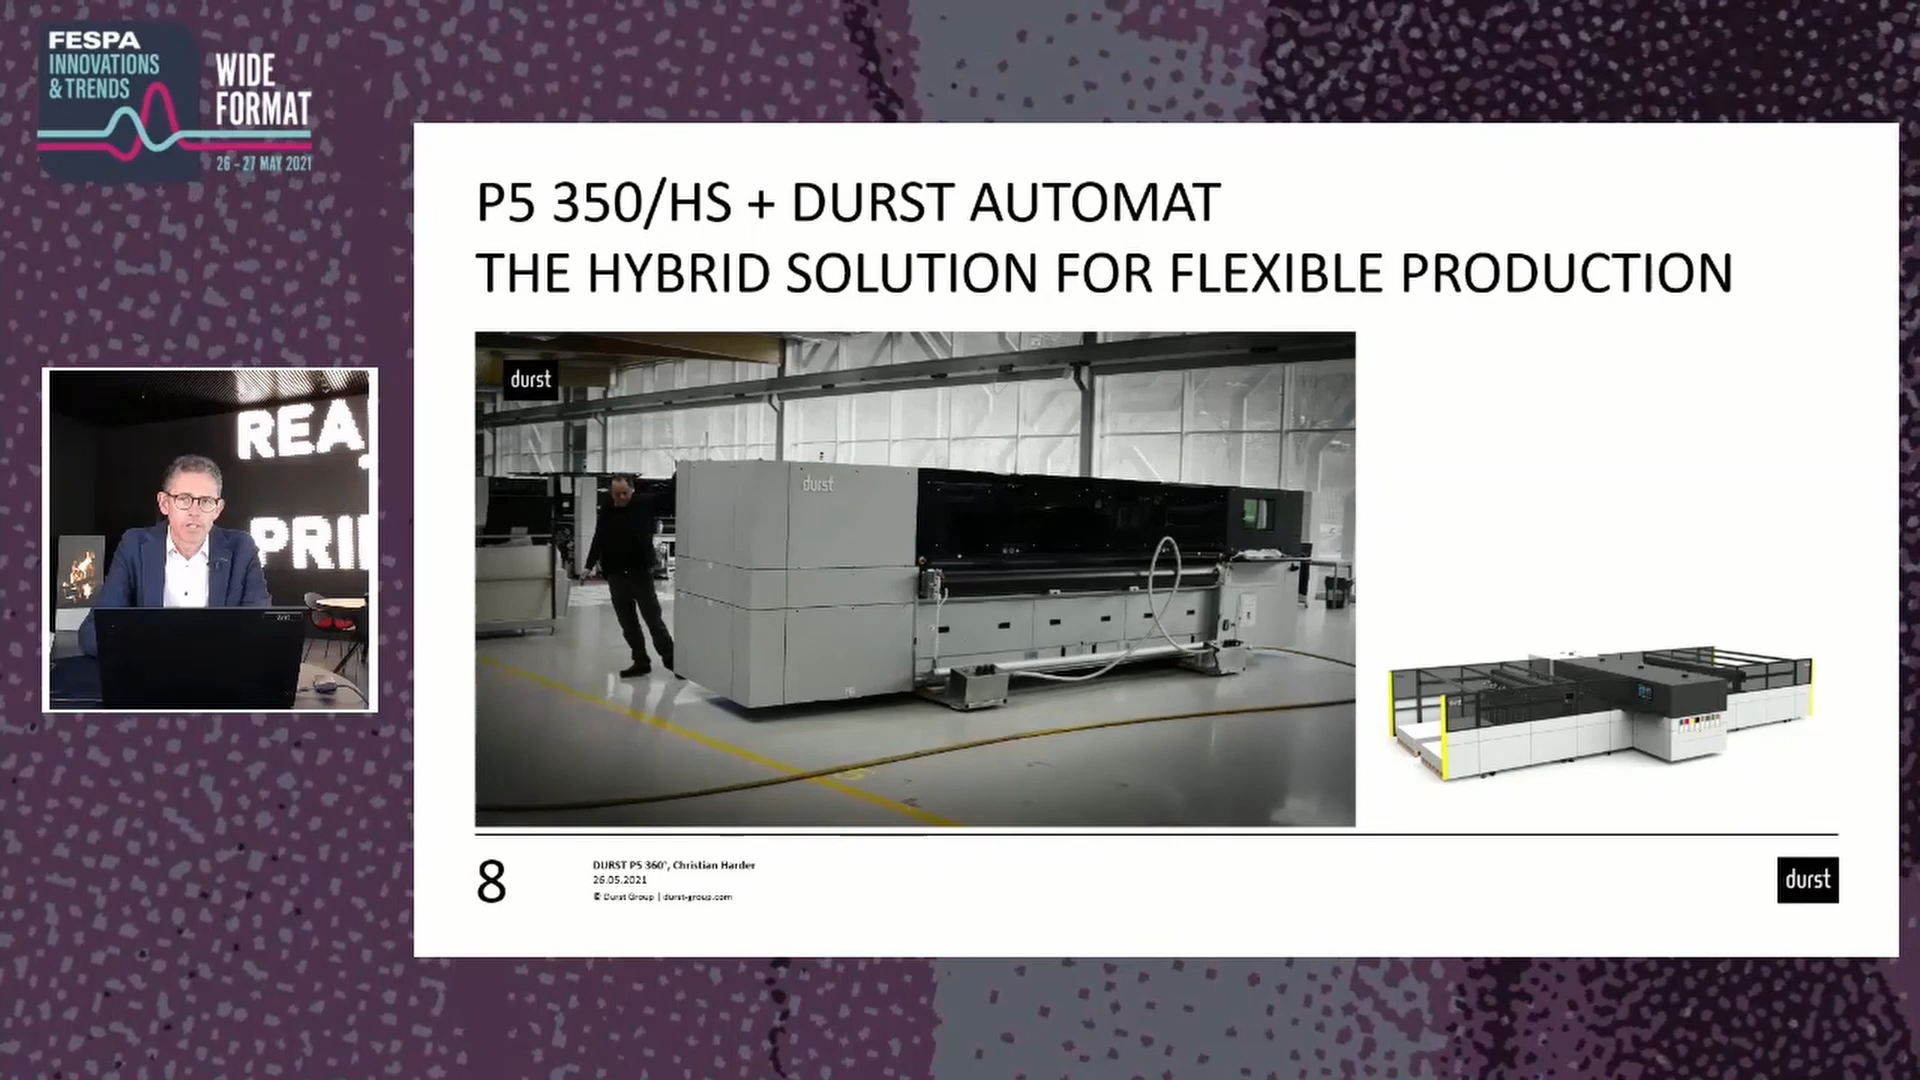 FESPA
INNOVATIONS
& TRENDS
WIDE
FORMAT
26 - 27 MAY 2021
P5 350/HS + DURST AUTOMAT
THE HYBRID SOLUTION FOR FLEXIBLE PRODUCTION
durst
durst
REA
PRI
8
DURST P5 360°, Christian Harder
26.05.2021
© Durst Group | durst-group.com
durst